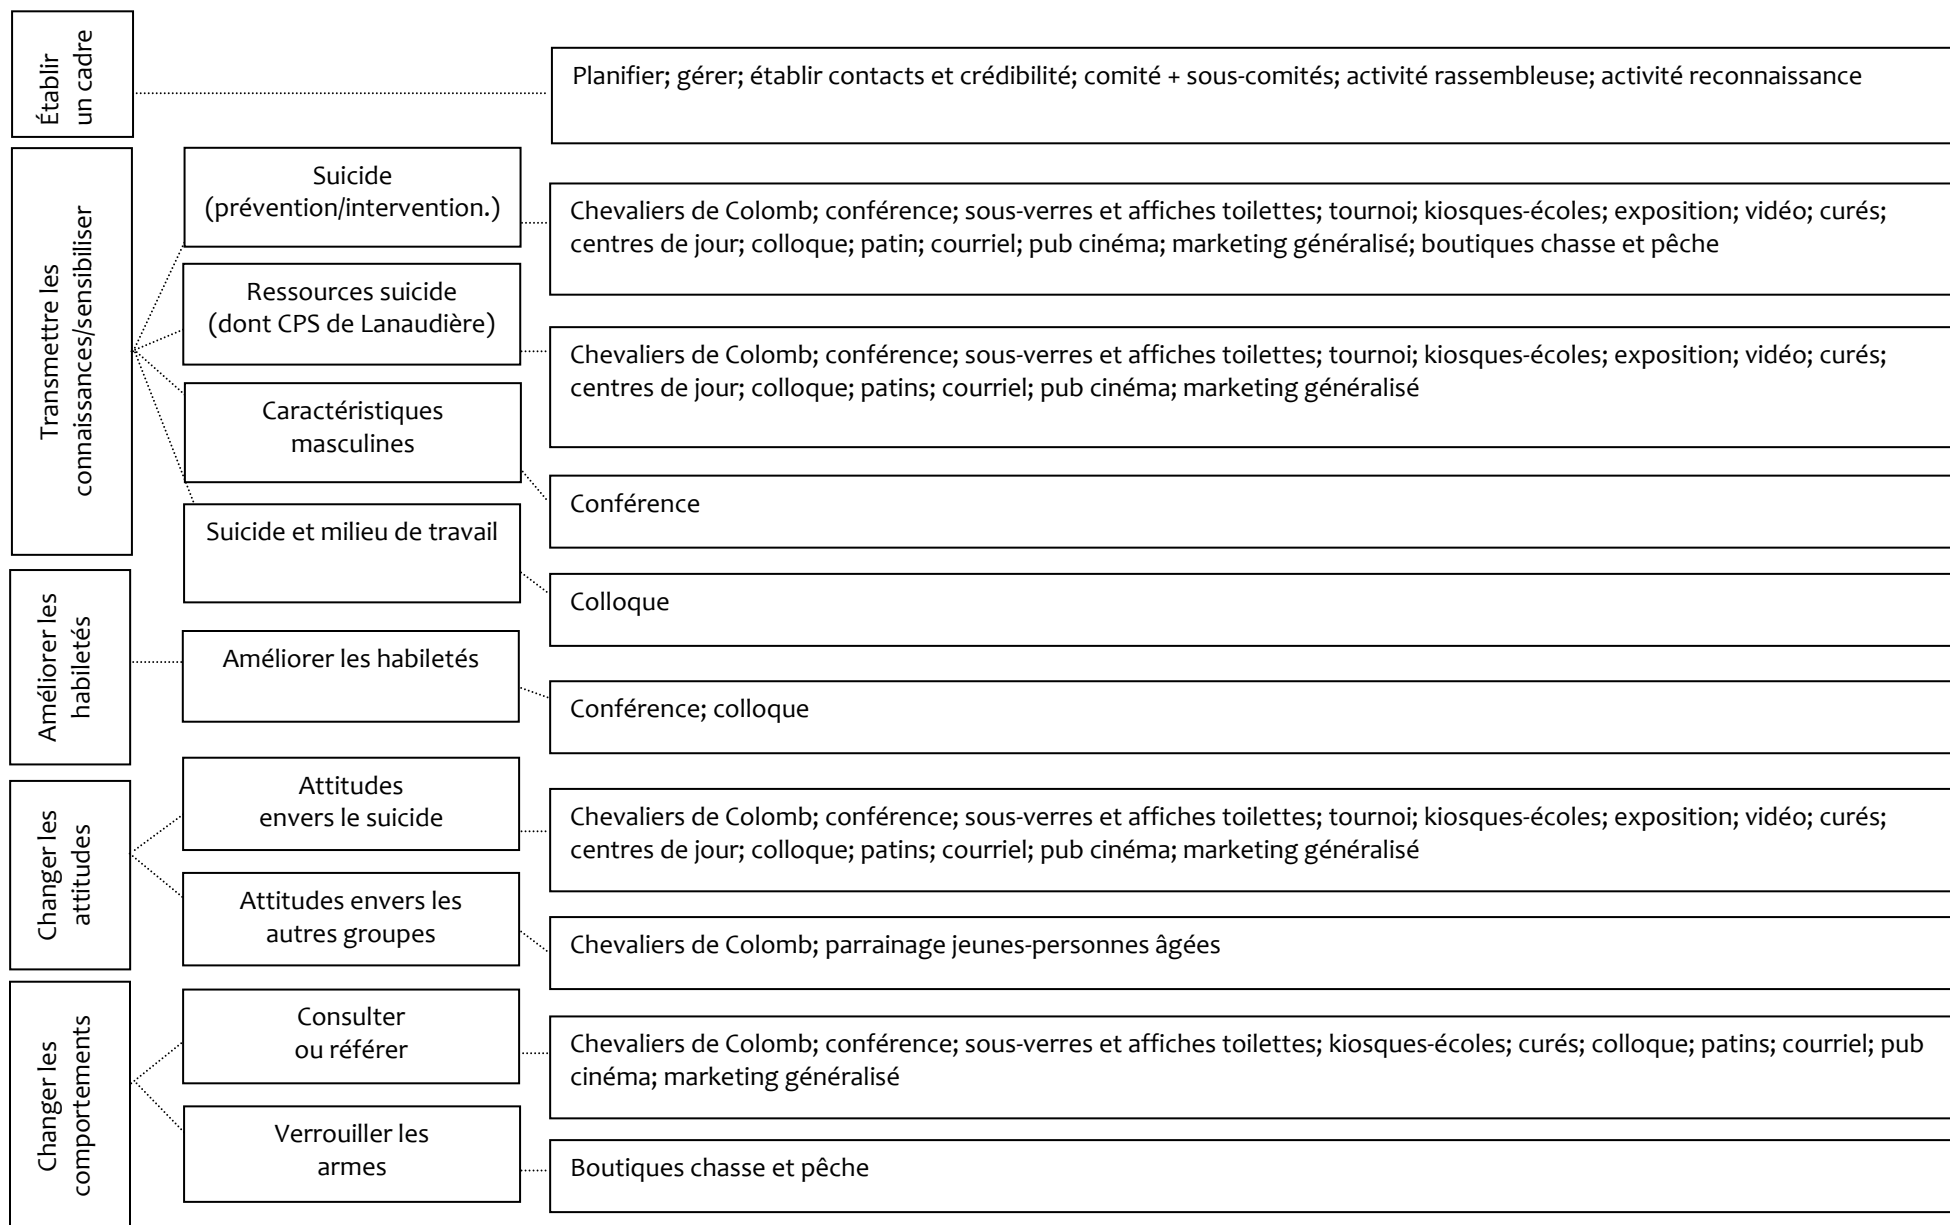 Établir
un cadre
Planifier; gérer; établir contacts et crédibilité; comité + sous-comités; activité rassembleuse; activité reconnaissance
Transmettre les
connaissances/sensibiliser
Suicide
(prévention/intervention.)
Chevaliers de Colomb; conférence; sous-verres et affiches toilettes; tournoi; kiosques-écoles; exposition; vidéo; curés;
centres de jour; colloque; patin; courriel; pub cinéma; marketing généralisé; boutiques chasse et pêche
Ressources suicide
(dont CPS de Lanaudière)
Chevaliers de Colomb; conférence; sous-verres et affiches toilettes; tournoi; kiosques-écoles; exposition; vidéo; curés;
centres de jour; colloque; patins; courriel; pub cinéma; marketing généralisé
Caractéristiques
masculines
Conférence
Suicide et milieu de travail
Colloque
Améliorer les
habiletés
Améliorer les habiletés
Conférence; colloque
Changer les
attitudes
Attitudes
envers le suicide
Chevaliers de Colomb; conférence; sous-verres et affiches toilettes; tournoi; kiosques-écoles; exposition; vidéo; curés;
centres de jour; colloque; patins; courriel; pub cinéma; marketing généralisé
Attitudes envers les
autres groupes
Chevaliers de Colomb; parrainage jeunes-personnes âgées
Changer les
comportements
Consulter
ou référer
Chevaliers de Colomb; conférence; sous-verres et affiches toilettes; kiosques-écoles; curés; colloque; patins; courriel; pub
cinéma; marketing généralisé
Verrouiller les
armes
Boutiques chasse et pêche